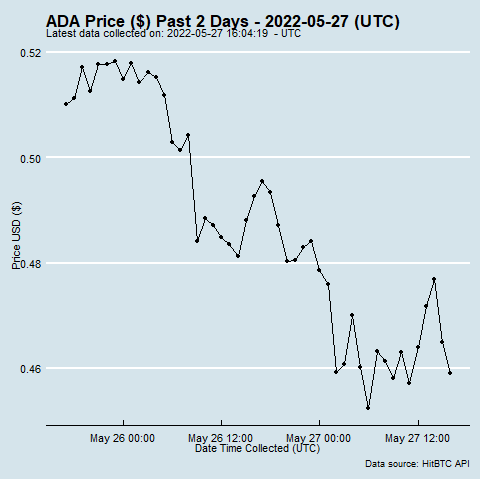 ADA Price ($) Past 2 Days - 2022-05-27 (UTC)
Latest data collected on: 2022-05-27 16:04:19  - UTC
0.52
0.50
0.48
0.46
Price USD ($)
May 26 00:00
May 26 12:00
May 27 00:00
May 27 12:00
Date Time Collected (UTC)
Data source: HitBTC API